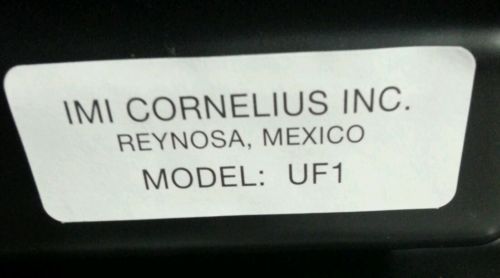 IMI CORNELIUS INC.
REYNOSA, MEXICO
MODEL: UF1